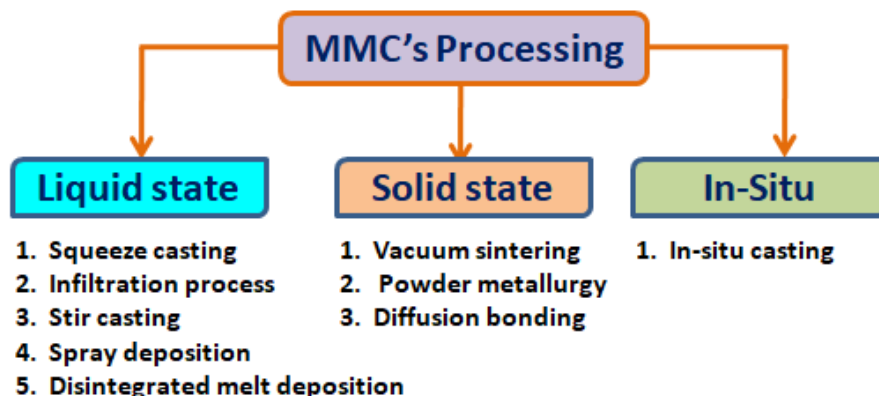 MMC's Processing
Liquid state
1. Squeeze casting
2. Infiltration process
3. Stir casting
4. Spray deposition
5. Disintegrated melt deposition
Solid state
1. Vacuum sintering
2. Powder metallurgy
3. Diffusion bonding
In-Situ
1. In-situ casting